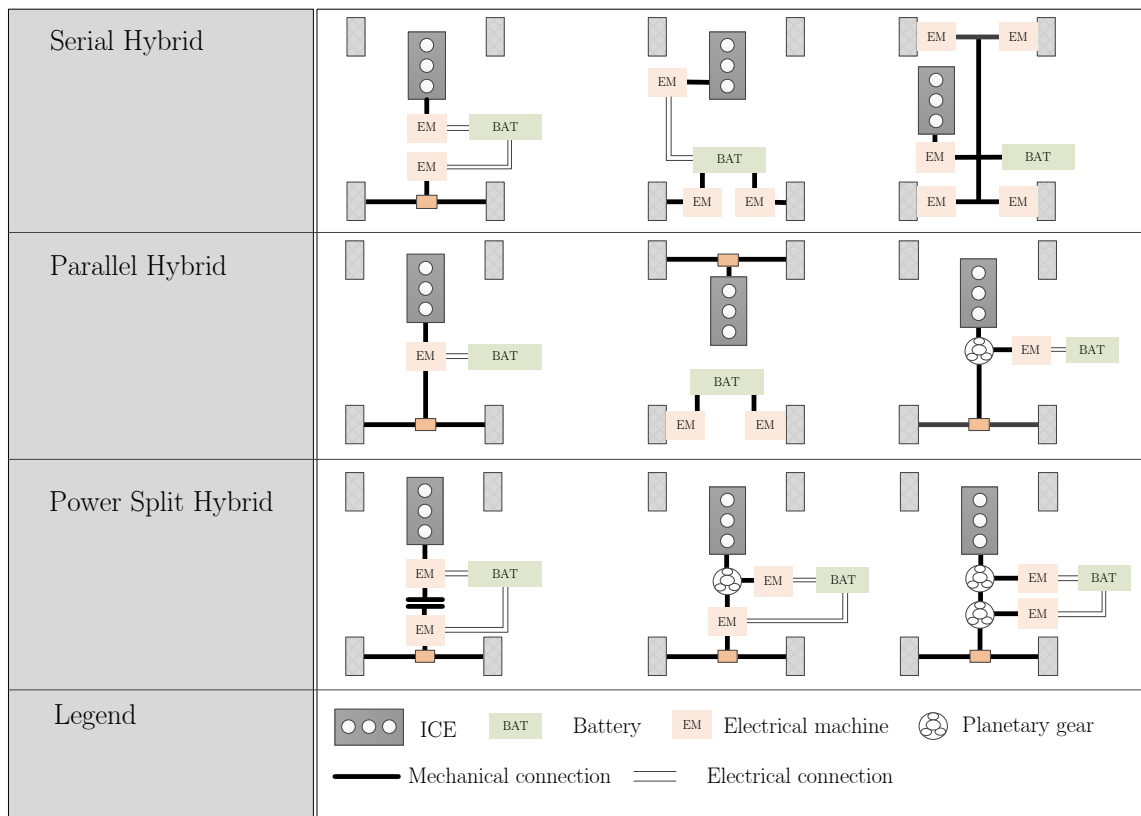 Serial Hybrid
EM
EM
BAT
EM
EM
BAT
EM
EM
EM
EM
EM
BAT
EM
EM
Parallel Hybrid
EM
BAT
BAT
EM
EM
EM
BAT
Power Split Hybrid
EM
BAT
EM
EM
BAT
EM
EM
BAT
EM
Legend
ICE
BAT
Battery
EM
Electrical machine
Planetary gear
Mechanical connection
Electrical connection